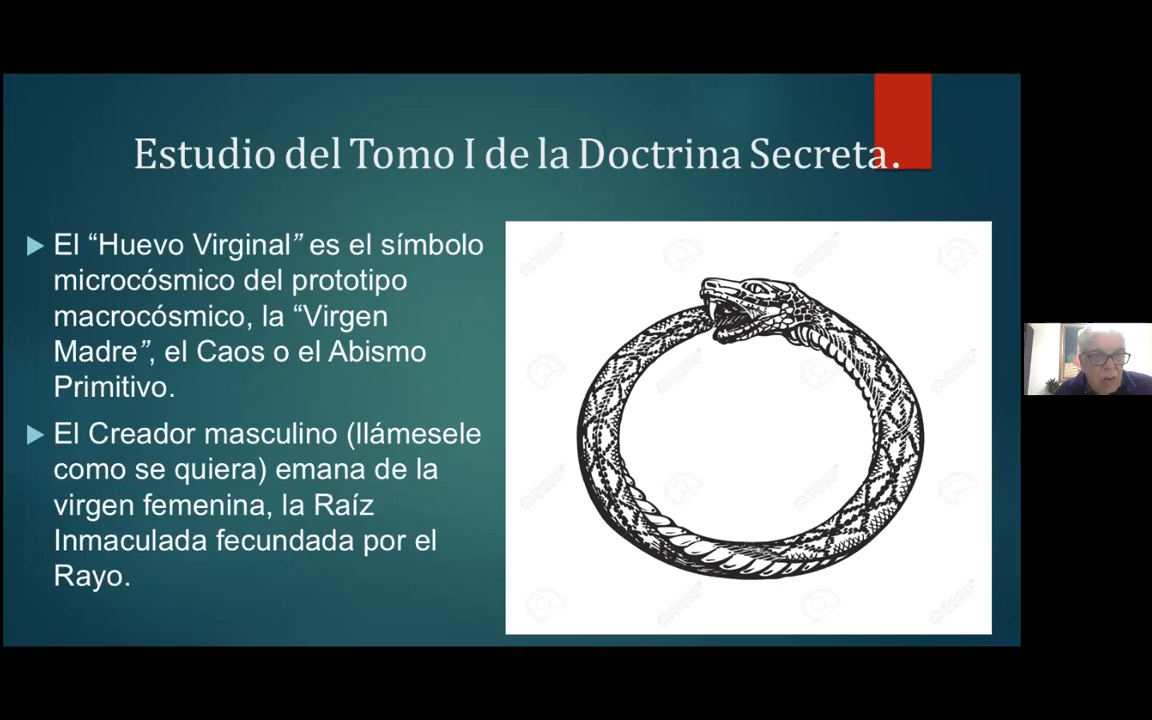 Estudio del Tomo I de la Doctrina Secreta.
El “Huevo Virginal” es el símbolo
microcósmico del prototipo
macrocósmico, la “Virgen
Madre”, el Caos o el Abismo
Primitivo.
El Creador masculino (llámesele
como se quiera) emana de la
virgen femenina, la Raíz
Inmaculada fecundada por el
Rayo.